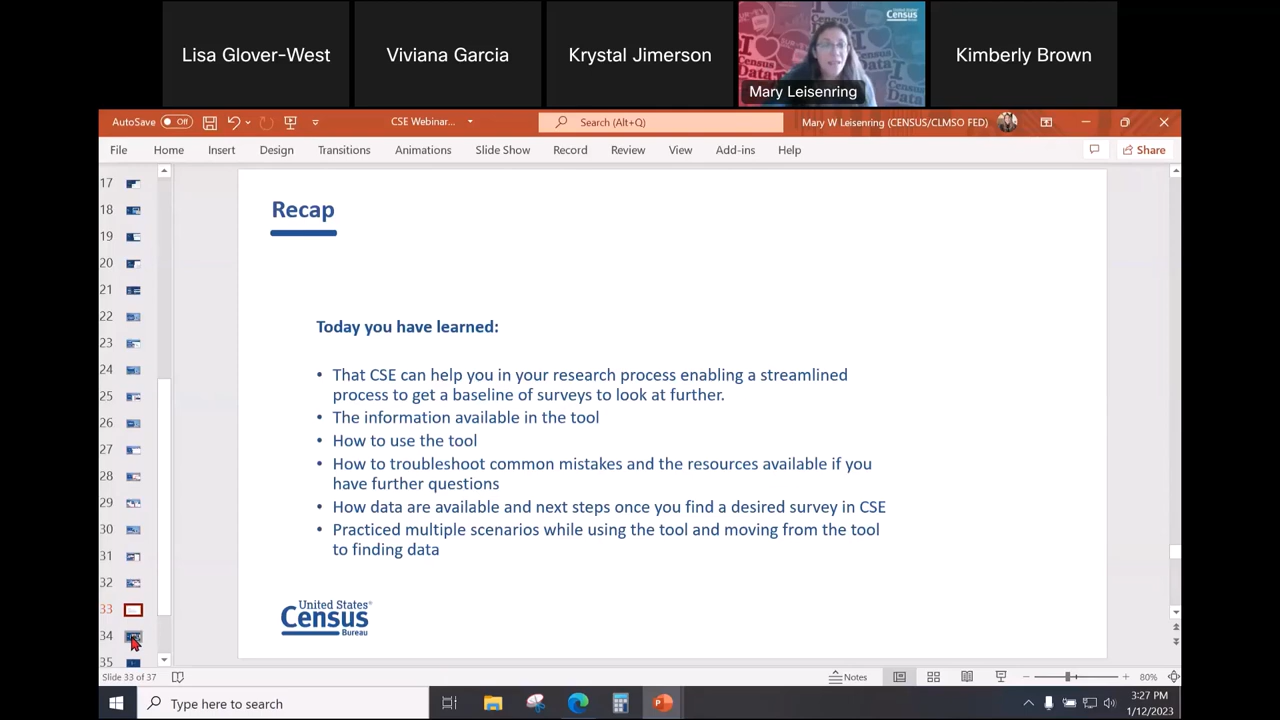 Lisa Glover-West
Viviana Garcia
Krystal Jimerson
United States
Census
Bureau
Mary Leisenring
Kimberly Brown
AutoSave Off
CSE Webinar...
Search (Alt+Q)
Mary W Leisenring (CENSUS/CLMSO FED)
File Home Insert Design Transitions Animations Slide Show Record Review View Add-ins Help
Share
17
18
19
20
21
22
23
24
25
26
27
28
29
30
31
32
33
34
35
Recap
Today you have learned:
• That CSE can help you in your research process enabling a streamlined
process to get a baseline of surveys to look at further.
• The information available in the tool
• How to use the tool
• How to troubleshoot common mistakes and the resources available if you
have further questions
• How data are available and next steps once you find a desired survey in CSE
• Practiced multiple scenarios while using the tool and moving from the tool
to finding data
United States®
Census
Bureau
Slide 33 of 37
Notes
80%
Type here to search
3:27 PM
1/12/2023